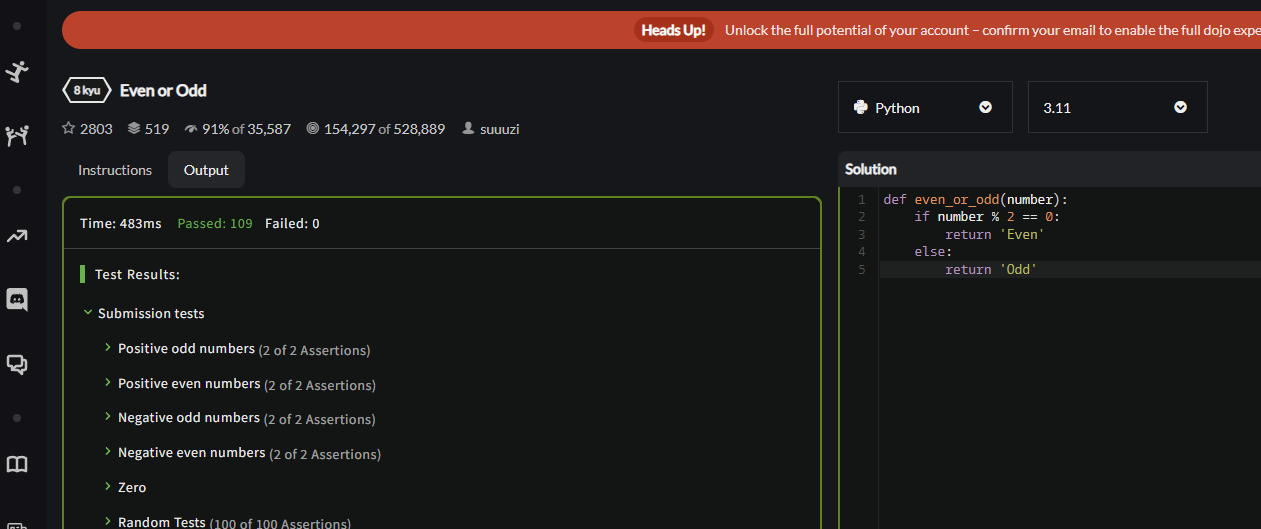 Heads Up! Unlock the full potential of your account – confirm your email to enable the full dojo expe
8 kyu Even or Odd
2803 519 91% of 35,587 154,297 of 528,889 suuuzi
Python 3.11
Instructions Output
Solution
Time: 483ms Passed: 109 Failed: 0
Test Results:
Submission tests
Positive odd numbers (2 of 2 Assertions)
Positive even numbers (2 of 2 Assertions)
Negative odd numbers (2 of 2 Assertions)
Negative even numbers (2 of 2 Assertions)
Zero
Random Tests (100 of 100 Assertions)
1 def even_or_odd(number):
2     if number % 2 == 0:
3         return 'Even'
4     else:
5         return 'Odd'